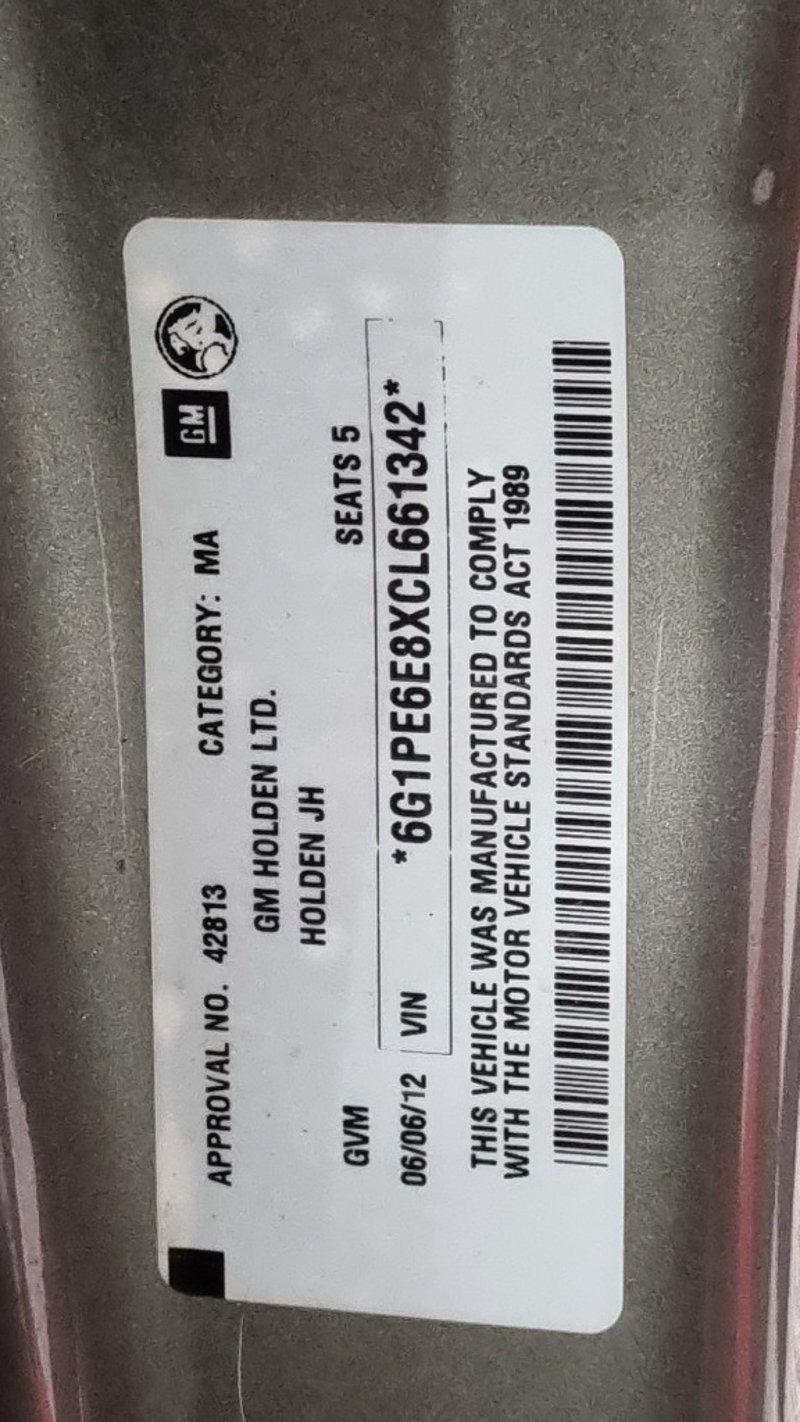 GM
APPROVAL NO. 42813 CATEGORY: MA
GM HOLDEN LTD.
HOLDEN JH
GVM SEATS 5
06/06/12 VIN *6G1PE6E8XCL661342*
THIS VEHICLE WAS MANUFACTURED TO COMPLY
WITH THE MOTOR VEHICLE STANDARDS ACT 1989